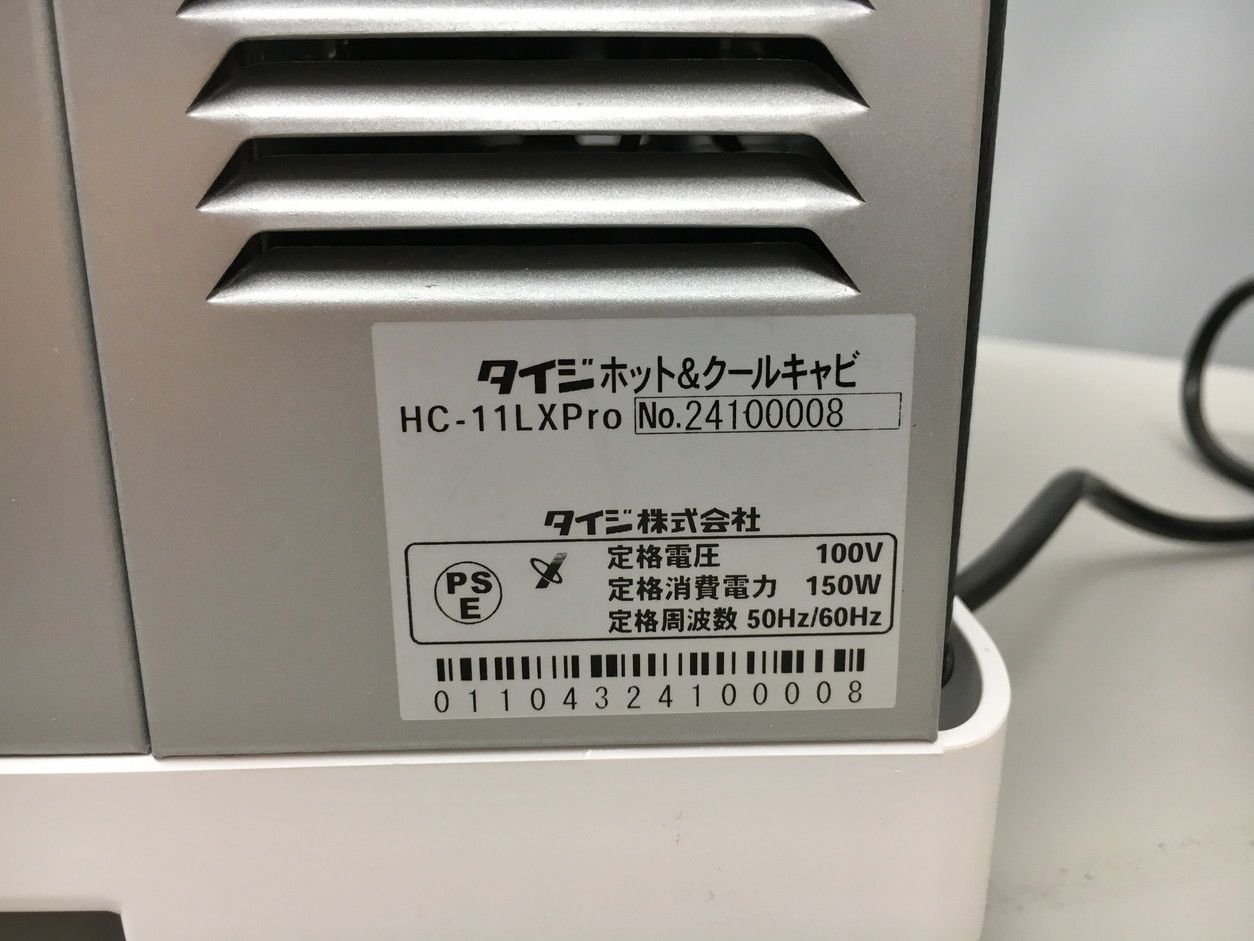 タイジホット&クールキャビ
HC-11LXPro No.24100008
タイジ株式会社
PS
E
定格電圧 100V
定格消費電力 150W
定格周波数 50Hz/60Hz
01104324100008